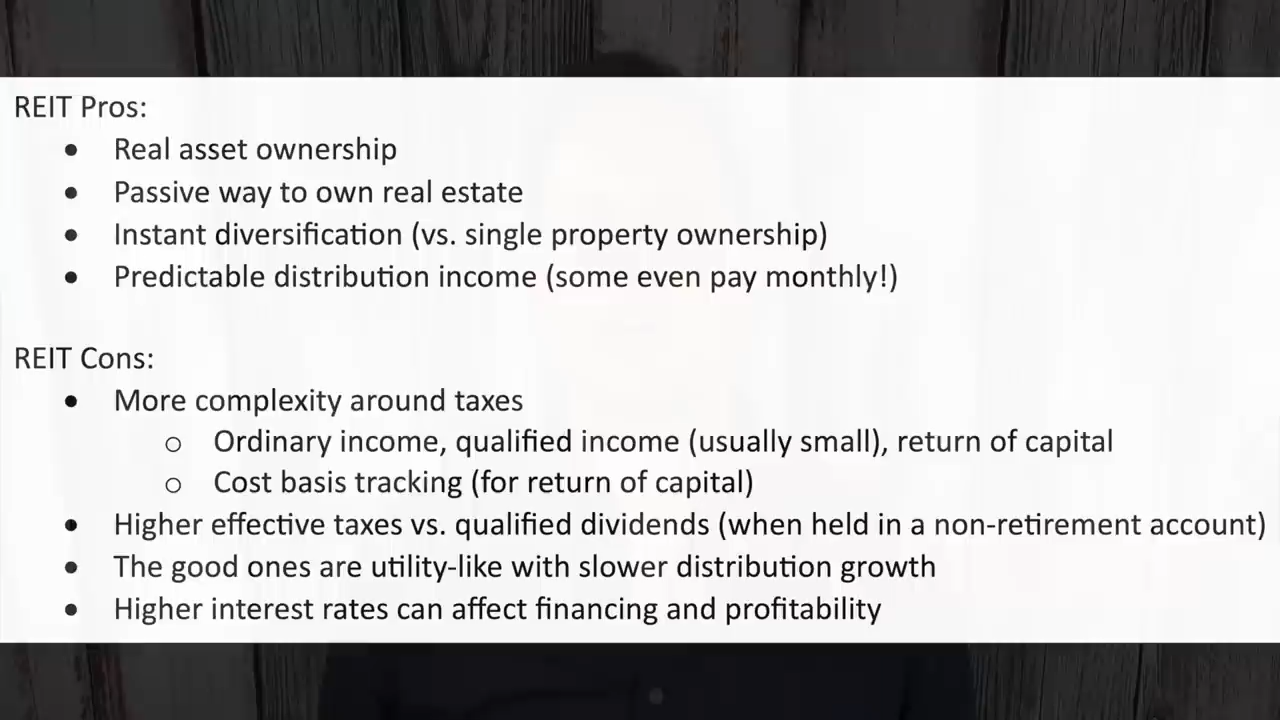 REIT Pros:
● Real asset ownership
● Passive way to own real estate
● Instant diversification (vs. single property ownership)
● Predictable distribution income (some even pay monthly!)
REIT Cons:
● More complexity around taxes
○ Ordinary income, qualified income (usually small), return of capital
○ Cost basis tracking (for return of capital)
● Higher effective taxes vs. qualified dividends (when held in a non-retirement account)
● The good ones are utility-like with slower distribution growth
● Higher interest rates can affect financing and profitability